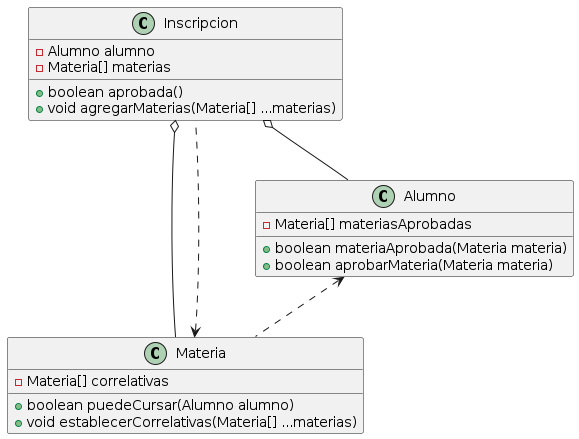 C Inscripcion
Alumno alumno
Materia[] materias
boolean aprobada()
void agregarMaterias(Materia[] ...materias)
C Alumno
Materia[] materiasAprobadas
boolean materiaAprobada(Materia materia)
boolean aprobarMateria(Materia materia)
C Materia
Materia[] correlativas
boolean puedeCursar(Alumno alumno)
void establecerCorrelativas(Materia[] ...materias)